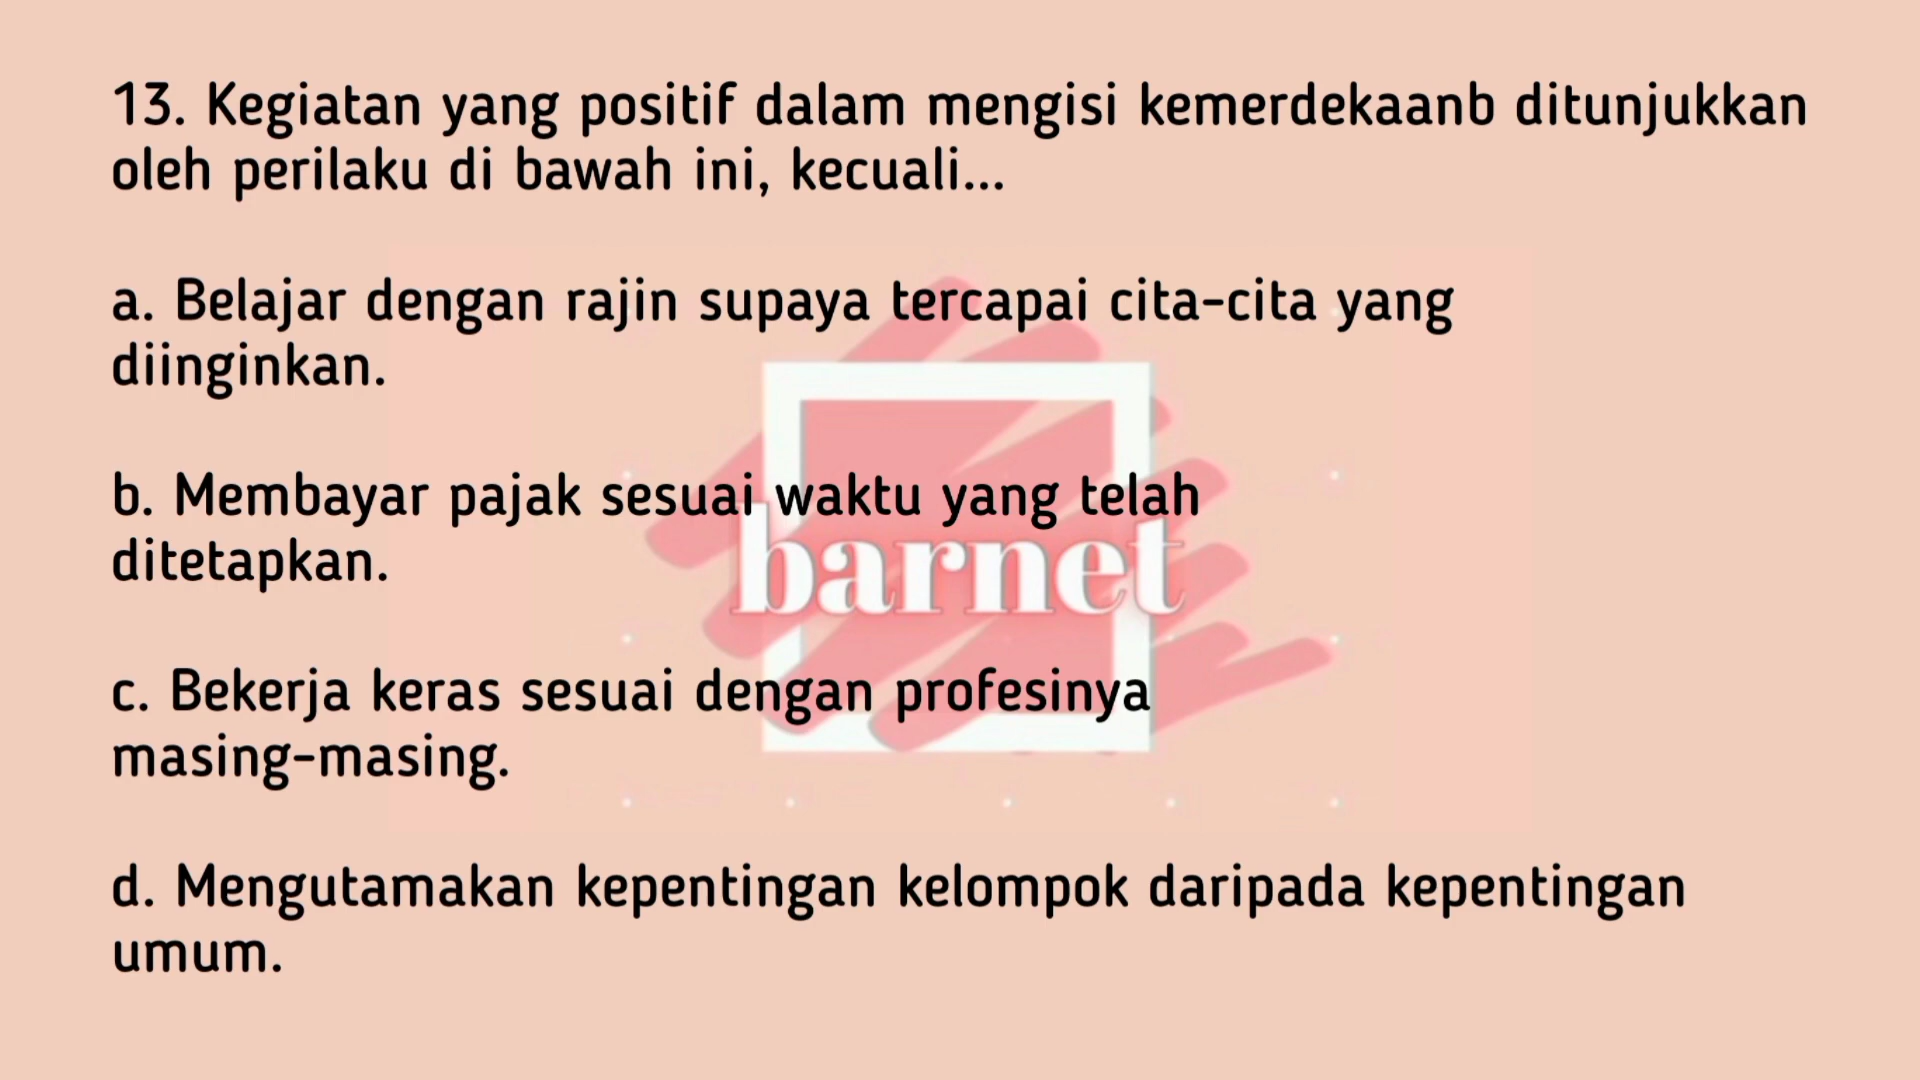 13. Kegiatan yang positif dalam mengisi kemerdekaanb ditunjukkan
oleh perilaku di bawah ini, kecuali...
a. Belajar dengan rajin supaya tercapai cita-cita yang
diinginkan.
b. Membayar pajak sesuai waktu yang telah
ditetapkan.
barnet
c. Bekerja keras sesuai dengan profesinya
masing-masing.
d. Mengutamakan kepentingan kelompok daripada kepentingan
umum.